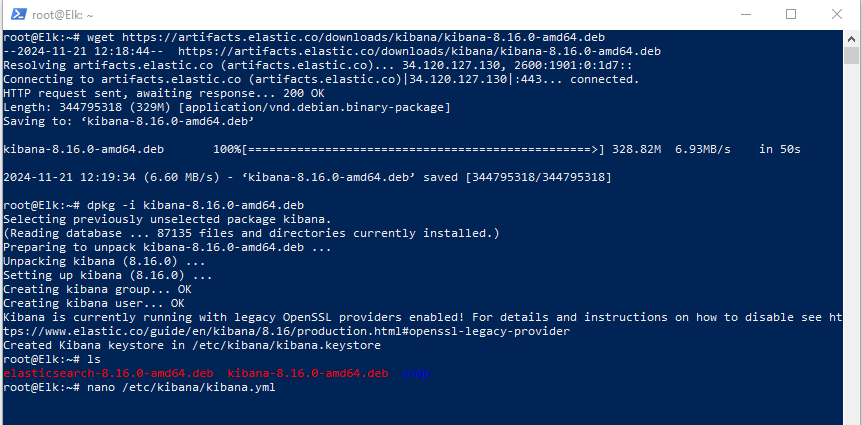 root@Elk: ~
root@Elk:~# wget https://artifacts.elastic.co/downloads/kibana/kibana-8.16.0-amd64.deb
--2024-11-21 12:18:44--  https://artifacts.elastic.co/downloads/kibana/kibana-8.16.0-amd64.deb
Resolving artifacts.elastic.co (artifacts.elastic.co)... 34.120.127.130, 2600:1901:0:1d7::
Connecting to artifacts.elastic.co (artifacts.elastic.co)|34.120.127.130|:443... connected.
HTTP request sent, awaiting response... 200 OK
Length: 344795318 (329M) [application/vnd.debian.binary-package]
Saving to: ‘kibana-8.16.0-amd64.deb’
kibana-8.16.0-amd64.deb       100%[=================================================>] 328.82M  6.93MB/s    in 50s
2024-11-21 12:19:34 (6.60 MB/s) - ‘kibana-8.16.0-amd64.deb’ saved [344795318/344795318]
root@Elk:~# dpkg -i kibana-8.16.0-amd64.deb
Selecting previously unselected package kibana.
(Reading database ... 87135 files and directories currently installed.)
Preparing to unpack kibana-8.16.0-amd64.deb ...
Unpacking kibana (8.16.0) ...
Setting up kibana (8.16.0) ...
Creating kibana group... OK
Creating kibana user... OK
Kibana is currently running with legacy OpenSSL providers enabled! For details and instructions on how to disable see ht
tps://www.elastic.co/guide/en/kibana/8.16/production.html#openssl-legacy-provider
Created Kibana keystore in /etc/kibana/kibana.keystore
root@Elk:~# ls
elasticsearch-8.16.0-amd64.deb  kibana-8.16.0-amd64.deb  snap
root@Elk:~# nano /etc/kibana/kibana.yml